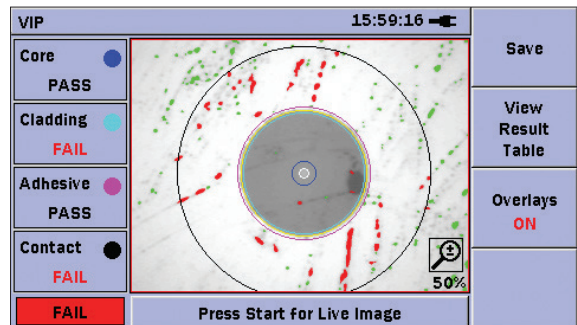 VIP
15:59:16
Core
PASS
Cladding
FAIL
Adhesive
PASS
Contact
FAIL
FAIL
50%
Press Start for Live Image
Save
View
Result
Table
Overlays
ON